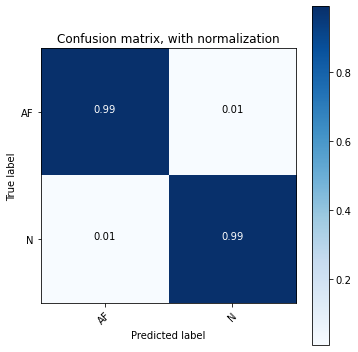 Confusion matrix, with normalization
True label
AF
0.99
0.01
N
0.01
0.99
AF
N
Predicted label
0.8
0.6
0.4
0.2